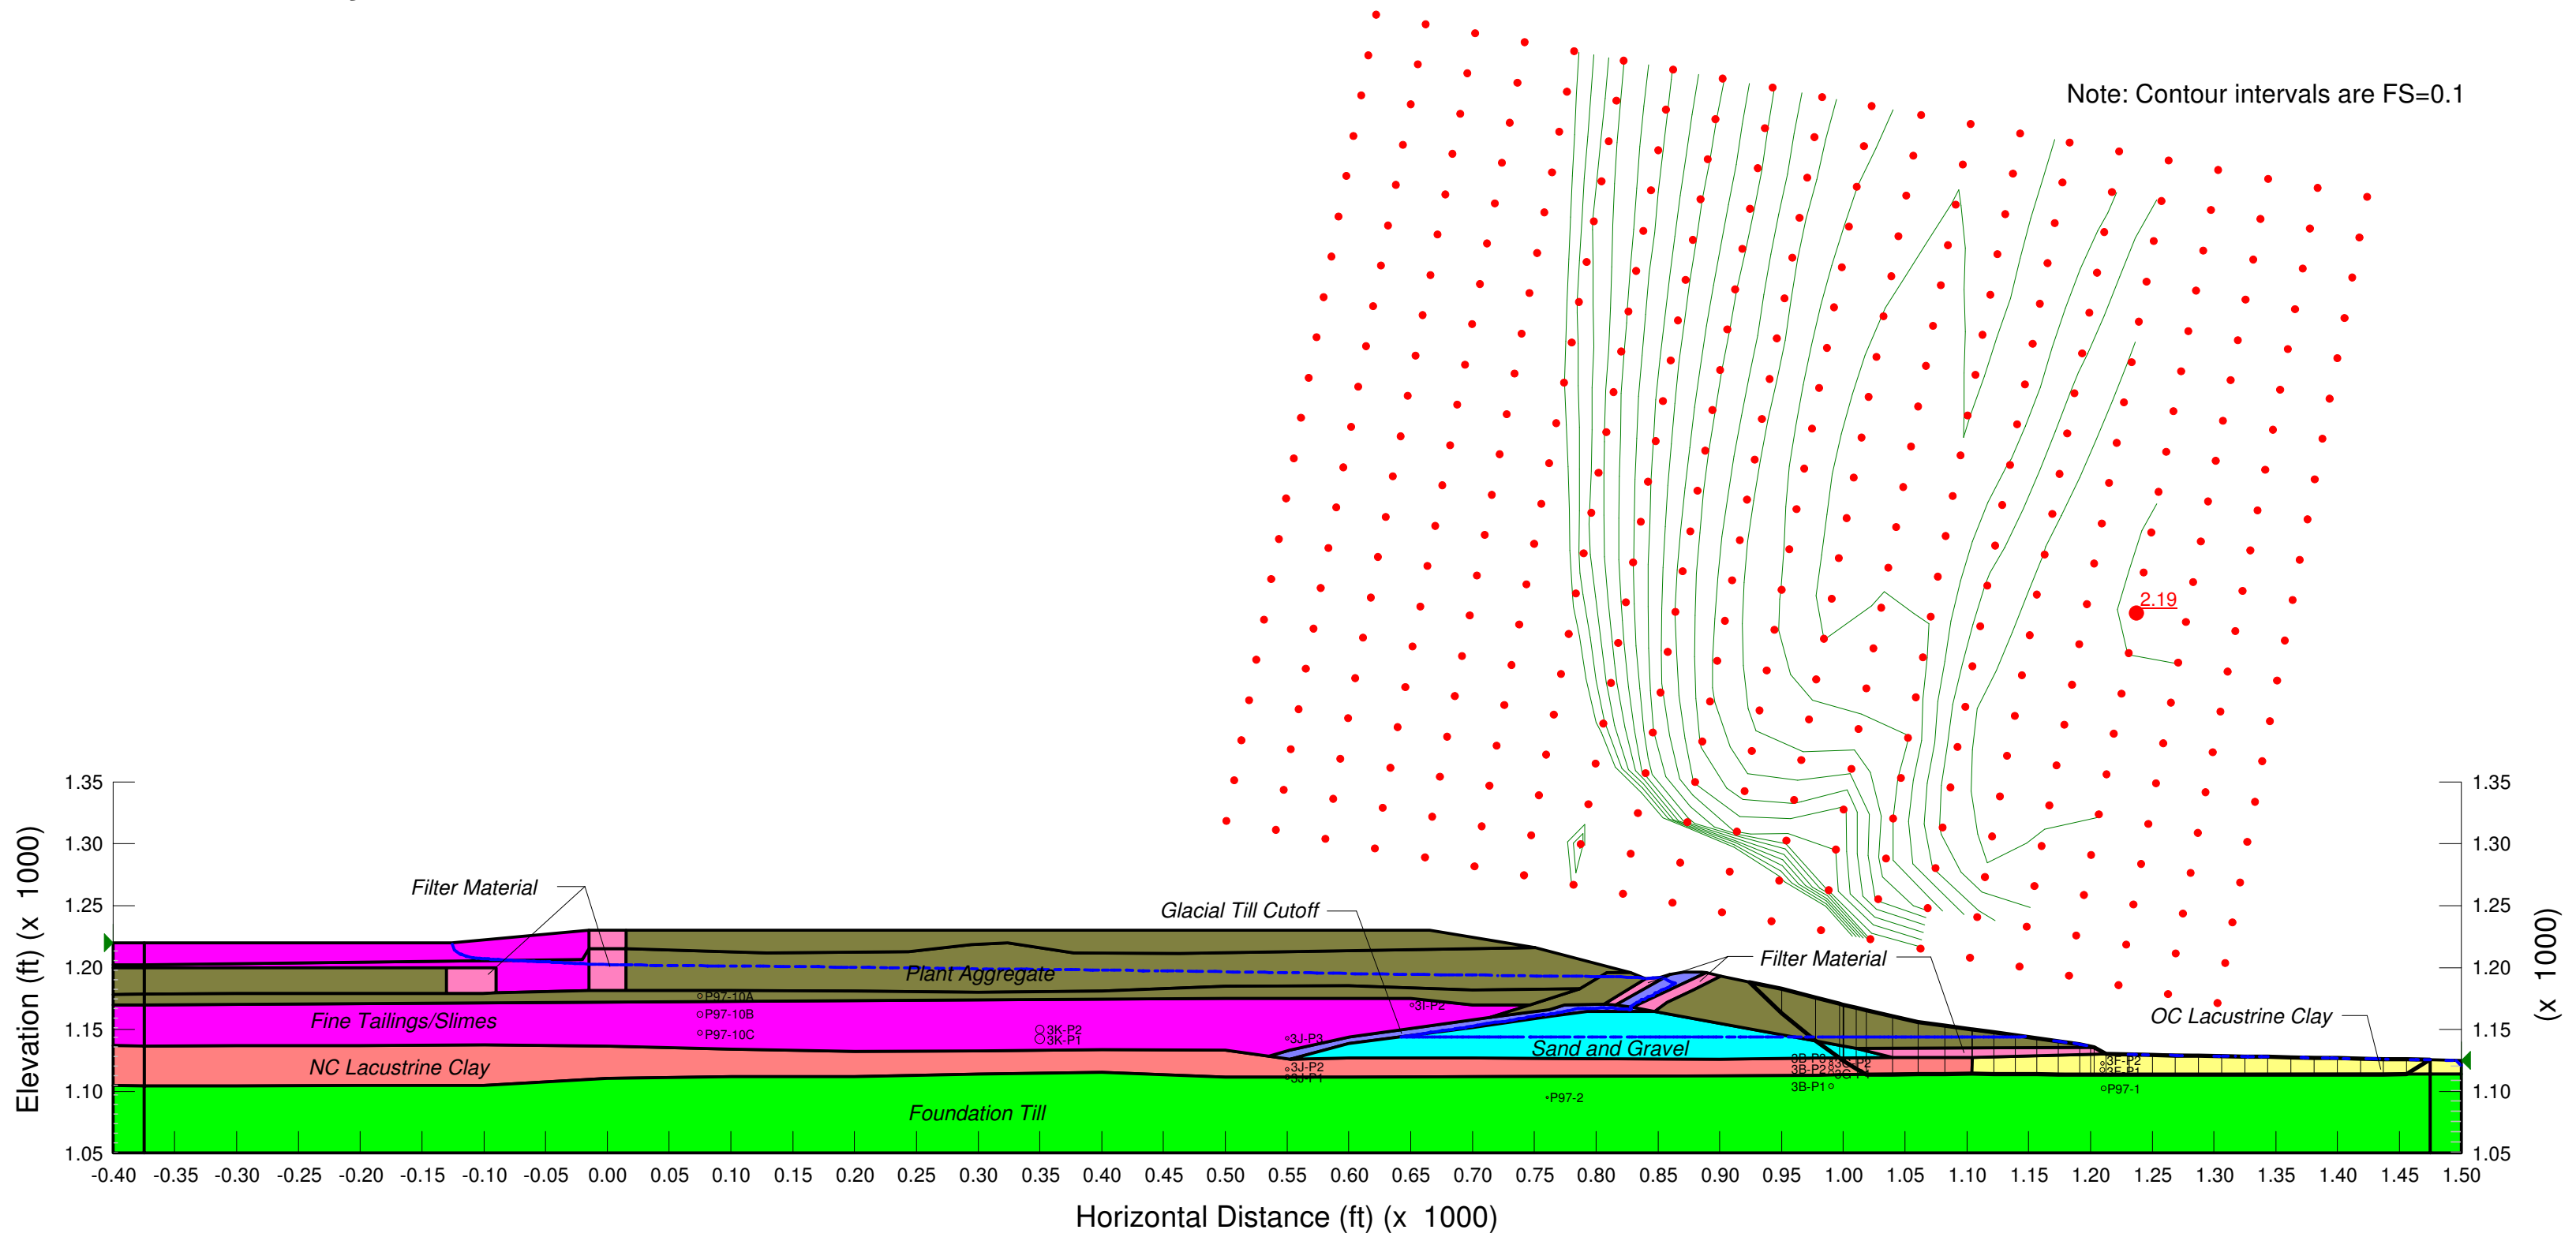 Note: Contour intervals are FS=0.1
2.19
1.35
1.30
1.25
1.20
1.15
1.10
1.05
Elevation (ft) (x 1000)
1.35
1.30
1.25
1.20
1.15
1.10
1.05
(x 1000)
Filter Material
Glacial Till Cutoff
Filter Material
Plant Aggregate
OC Lacustrine Clay
Fine Tailings/Slimes
Sand and Gravel
NC Lacustrine Clay
Foundation Till
P97-10A
P97-10B
P97-10C
3K-P2
3K-P1
3I-P2
3J-P3
3J-P2
3J-P1
P97-2
3B-P2
3B-P1
3F-P2
3F-P1
P97-1
-0.40 -0.35 -0.30 -0.25 -0.20 -0.15 -0.10 -0.05 0.00 0.05 0.10 0.15 0.20 0.25 0.30 0.35 0.40 0.45 0.50 0.55 0.60 0.65 0.70 0.75 0.80 0.85 0.90 0.95 1.00 1.05 1.10 1.15 1.20 1.25 1.30 1.35 1.40 1.45 1.50
Horizontal Distance (ft) (x 1000)